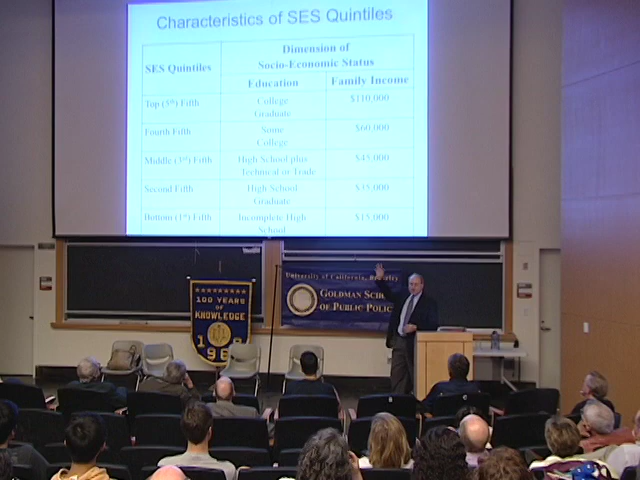 Characteristics of SES Quintiles
SES Quintiles
Dimension of
Socio-Economic Status
Education
Family Income
Top (5th) Fifth
College
Graduate
$110,000
Fourth Fifth
Some
College
$60,000
Middle (3rd) Fifth
High School plus
Technical or Trade
$45,000
Second Fifth
High School
Graduate
$35,000
Bottom (1st) Fifth
Incomplete High
School
$15,000
University of California, Berkeley
GOLDMAN SCHO
OF PUBLIC POLIC
100 YEARS
OF
KNOWLEDGE